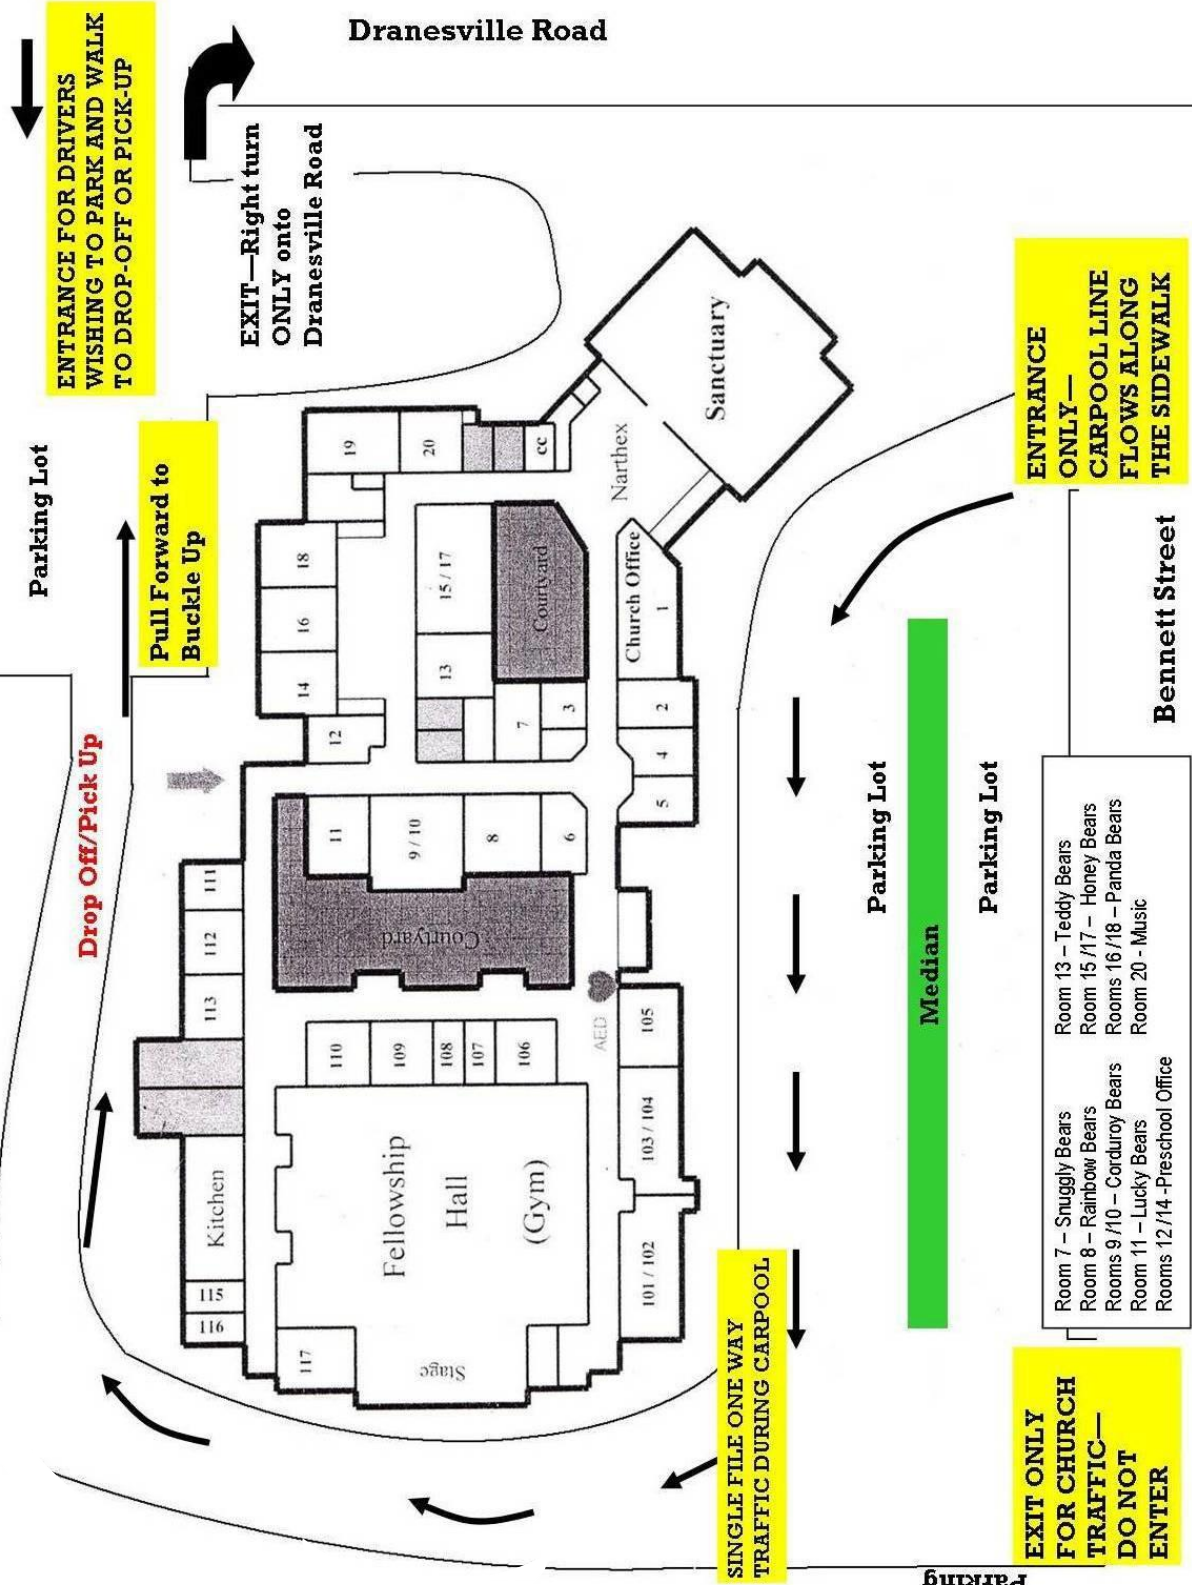 Dranesville Road
ENTRANCE FOR DRIVERS
WISHING TO PARK AND WALK
TO DROP-OFF OR PICK-UP
EXIT—Right turn
ONLY onto
Dranesville Road
Parking Lot
Pull Forward to
Buckle Up
Drop Off/Pick Up
19
20
cc
Narthex
Sanctuary
18
16
14
12
15 / 17
13
Courtyard
7
3
Church Office
1
2
4
5
11
9 / 10
8
6
Courtyard
111
112
113
110
109
108
107
106
AED
105
103 / 104
101 / 102
Kitchen
115
116
117
Fellowship
Hall
(Gym)
Stage
ENTRANCE
ONLY—
CARPOOL LINE
FLOWS ALONG
THE SIDEWALK
Bennett Street
Parking Lot
Median
Parking Lot
SINGLE FILE ONE WAY
TRAFFIC DURING CARPOOL
EXIT ONLY
FOR CHURCH
TRAFFIC—
DO NOT
ENTER
Parking
Room 7 – Snuggly Bears
Room 8 – Rainbow Bears
Rooms 9 /10 – Corduroy Bears
Room 11 – Lucky Bears
Rooms 12 /14 -Preschool Office
Room 13 – Teddy Bears
Room 15 /17 – Honey Bears
Rooms 16 /18 – Panda Bears
Room 20 - Music